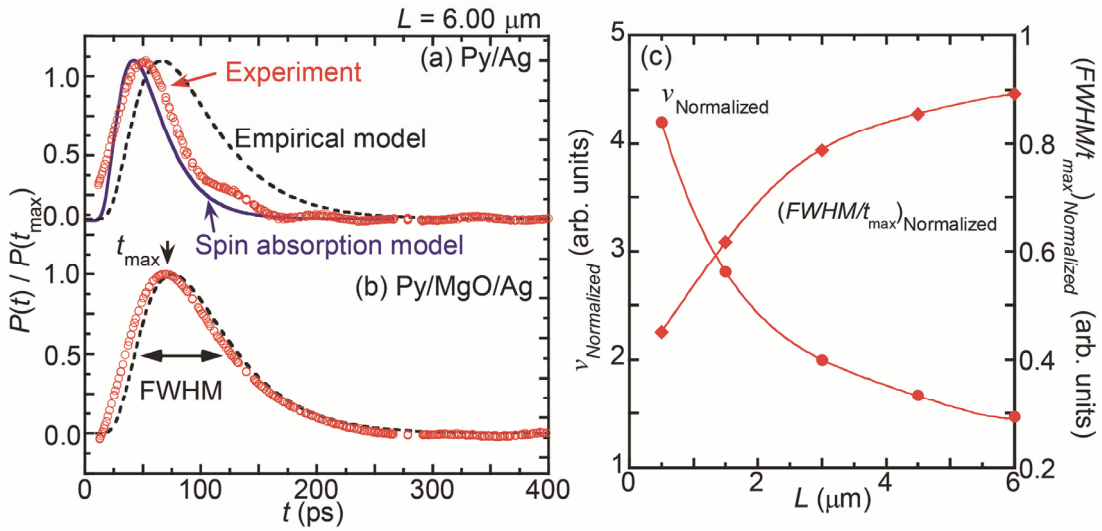 L = 6.00 μm
(a) Py/Ag
1.0
0.5
0.0
Experiment
Empirical model
Spin absorption model
P(t) / P(t_max)
t_max
(b) Py/MgO/Ag
1.0
0.5
0.0
FWHM
0 100 200 300 400
t (ps)
(c)
5
4
3
2
1
v_Normalized (arb. units)
v_Normalized
(FWHM/t_max)_Normalized
1
0.8
0.6
0.4
0.2
(FWHM/t_max)_Normalized (arb. units)
0 1 2 3 4 5 6
L (μm)